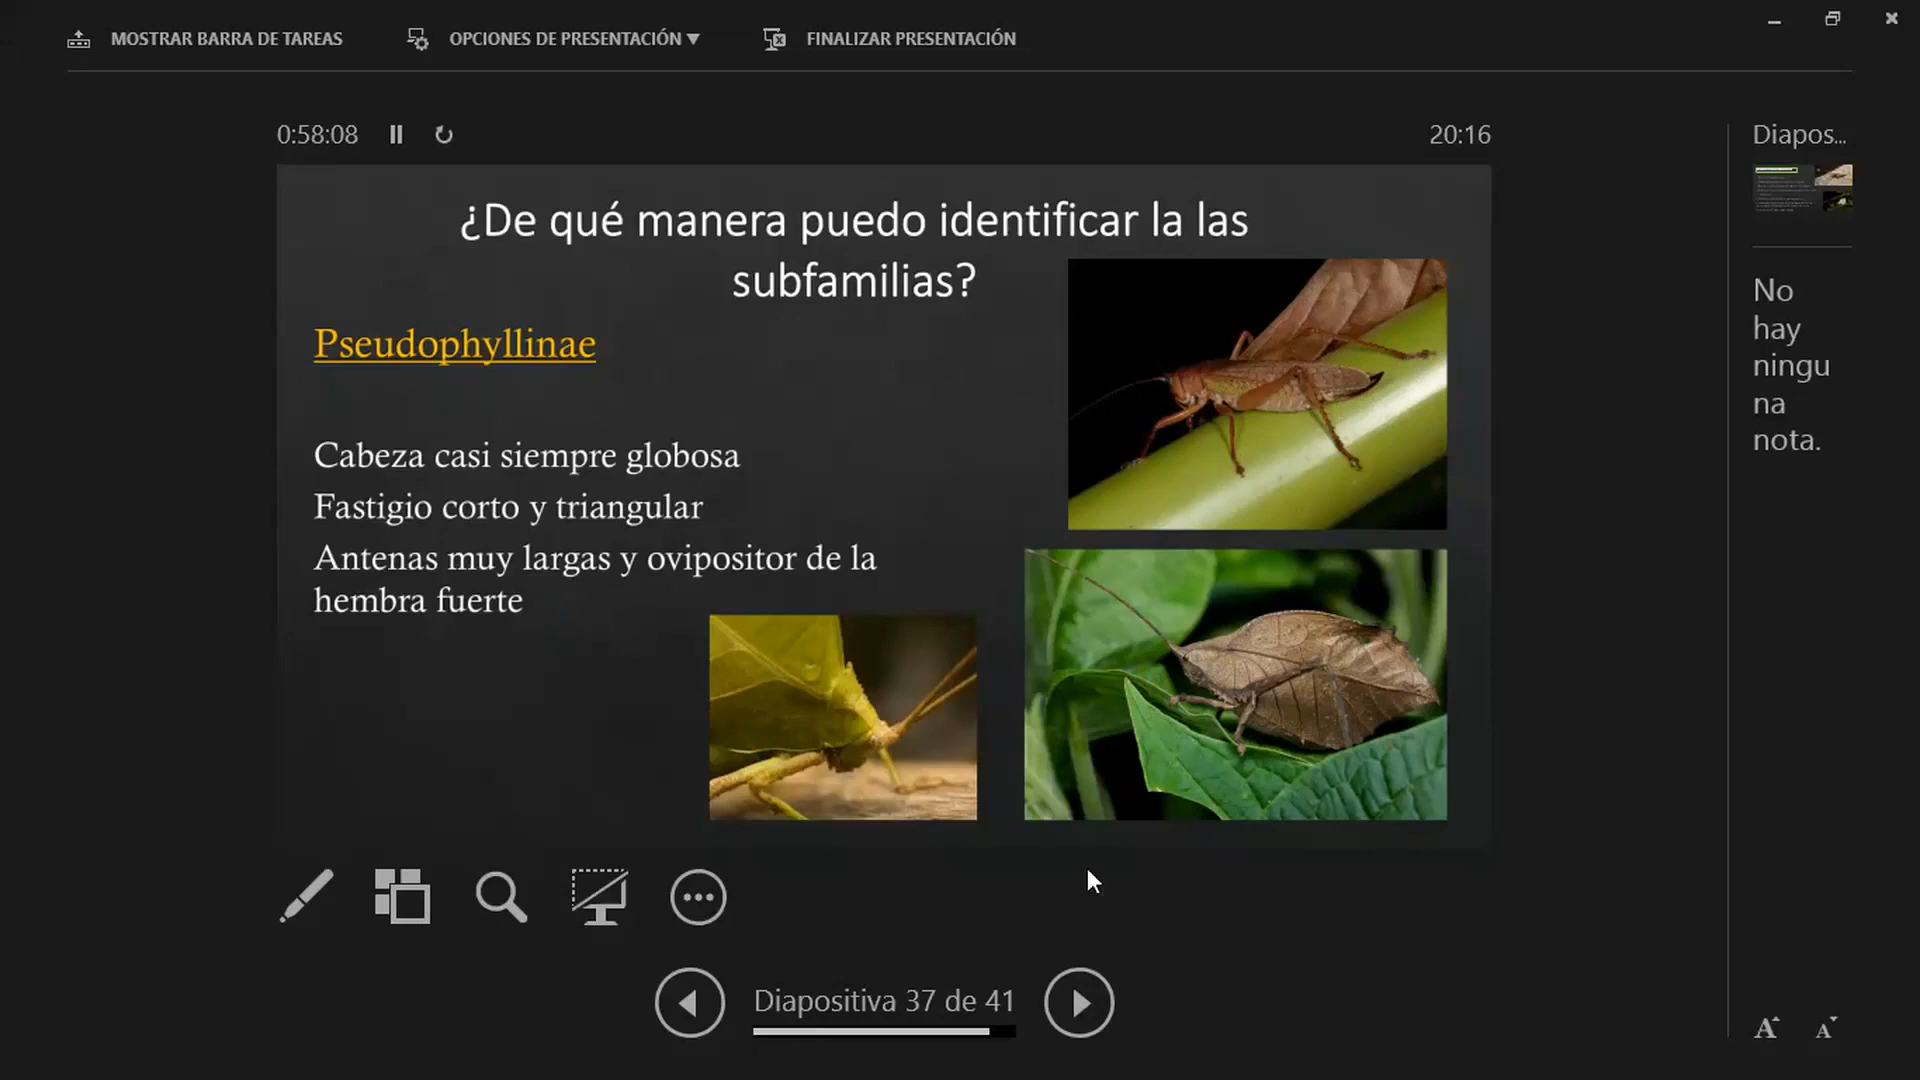 MOSTRAR BARRA DE TAREAS
OPCIONES DE PRESENTACIÓN
FINALIZAR PRESENTACIÓN
0:58:08
20:16
¿De qué manera puedo identificar la las
subfamilias?
Pseudophyllinae
Cabeza casi siempre globosa
Fastigio corto y triangular
Antenas muy largas y ovipositor de la
hembra fuerte
Diapositiva 37 de 41
Diapos...
No
hay
ningu
na
nota.
A
A